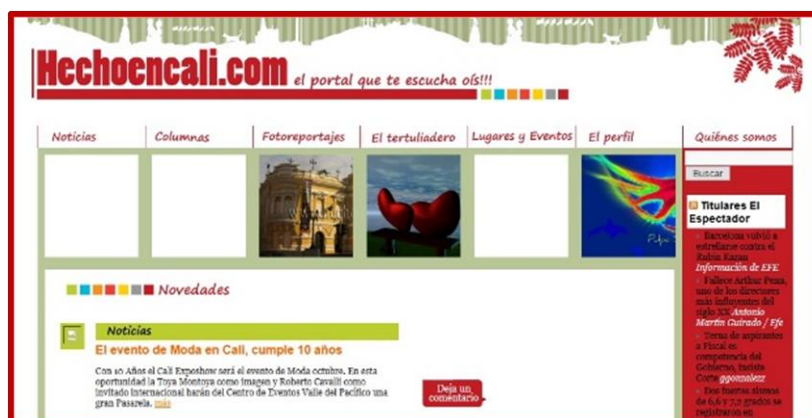 Hechoencali.com
el portal que te escucha oís!!!
Noticias
Columnas
Fotoreportajes
El tertuliadero
Lugares y Eventos
El perfil
Quiénes somos
Buscar
Titulares El
Espectador
Barcelona volvió a
estrellarse contra el
Rubin Kazan
Información de EFE
Fallece Arthur Penn,
uno de los directores
más influyentes del
siglo XX Antonio
Martín Guirado / Efe
Terna de aspirantes
a Fiscal es
competencia del
Gobierno, insiste
Corte ggonzalezz
Dos fuertes sismos
de 6,6 y 7,2 grados se
registraron en
Novedades
Noticias
El evento de Moda en Cali, cumple 10 años
Con 10 Años el Cali Exposhow será el evento de Moda octubre. En esta
oportunidad la Toya Montoya como imagen y Roberto Cavalli como
invitado internacional harán del Centro de Eventos Valle del Pacífico una
gran Pasarela. más
Deja un
comentario